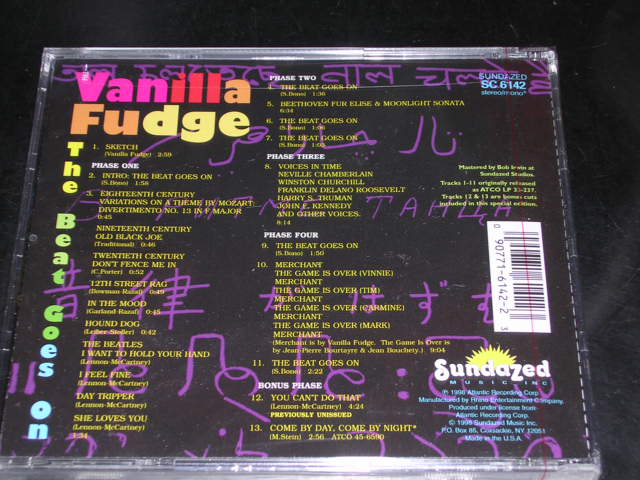 The
Vanilla
Fudge
The Beat Goes on
1. SKETCH
(Vanilla Fudge) 2:59
PHASE ONE
2. INTRO: THE BEAT GOES ON
(S.Bono) 1:58
3. EIGHTEENTH CENTURY
VARIATIONS ON A THEME BY MOZART:
DIVERTIMENTO NO. 13 IN F MAJOR
0:45
NINETEENTH CENTURY
OLD BLACK JOE
(Traditional) 0:46
TWENTIETH CENTURY
DON'T FENCE ME IN
(C.Porter) 0:52
12TH STREET RAG
(Bowman-Razaf) 0:49
IN THE MOOD
(Garland-Razaf) 0:45
HOUND DOG
(Leiber-Stoller) 0:42
THE BEATLES
I WANT TO HOLD YOUR HAND
(Lennon-McCartney)
I FEEL FINE
(Lennon-McCartney)
DAY TRIPPER
(Lennon-McCartney)
SHE LOVES YOU
(Lennon-McCartney)
1:34
PHASE TWO
4. THE BEAT GOES ON
(S.Bono) 1:36
5. BEETHOVEN FUR ELISE & MOONLIGHT SONATA
6:34
6. THE BEAT GOES ON
(S.Bono) 1:06
7. THE BEAT GOES ON
(S.Bono) 1:05
PHASE THREE
8. VOICES IN TIME
NEVILLE CHAMBERLAIN
WINSTON CHURCHILL
FRANKLIN DELANO ROOSEVELT
HARRY S. TRUMAN
JOHN F. KENNEDY
AND OTHER VOICES.
8:14
PHASE FOUR
9. THE BEAT GOES ON
(S.Bono) 1:50
10. MERCHANT
THE GAME IS OVER (VINNIE)
MERCHANT
THE GAME IS OVER (TIM)
MERCHANT
THE GAME IS OVER (CARMINE)
MERCHANT
THE GAME IS OVER (MARK)
MERCHANT
(Merchant is by Vanilla Fudge. The Game Is Over is
by Jean-Pierre Bourtayre & Jean Bouchety.) 9:04
11. THE BEAT GOES ON
(S.Bono) 2:22
BONUS PHASE
12. YOU CAN'T DO THAT
(Lennon-McCartney) 4:24
PREVIOUSLY UNISSUED
13. COME BY DAY, COME BY NIGHT*
(M.Stein) 2:56 ATCO 45-6590
SUNDAZED
SC 6142
stereo/mono*
Mastered by Bob Irwin at
Sundazed Studios.
Tracks 1-11 originally released
as ATCO LP 33-237.
Tracks 12 & 13 are bonus cuts
included in this special edition.
0 90771-6142-2 3
Sundazed
MUSIC INC
℗ 1998 Atlantic Recording Corp.
Manufactured by Rhino Entertainment Company.
Produced under license from
Atlantic Recording Corp.
© 1998 Sundazed Music Inc.
P.O. Box 85, Coxsackie, NY 12051
Made in the U.S.A.